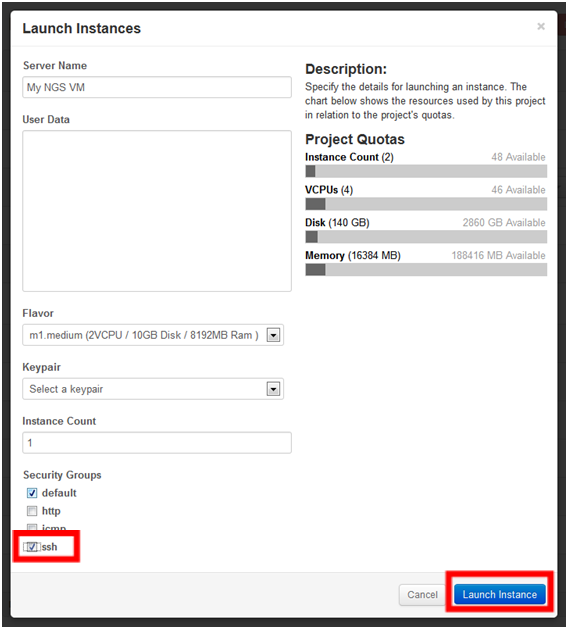 Launch Instances
×
Server Name
My NGS VM
User Data
Flavor
m1.medium (2VCPU / 10GB Disk / 8192MB Ram )
Keypair
Select a keypair
Instance Count
1
Security Groups
default
http
icmp
ssh
Description:
Specify the details for launching an instance. The
chart below shows the resources used by this project
in relation to the project's quotas.
Project Quotas
Instance Count (2) 48 Available
VCPUs (4) 46 Available
Disk (140 GB) 2860 GB Available
Memory (16384 MB) 188416 MB Available
Cancel
Launch Instance